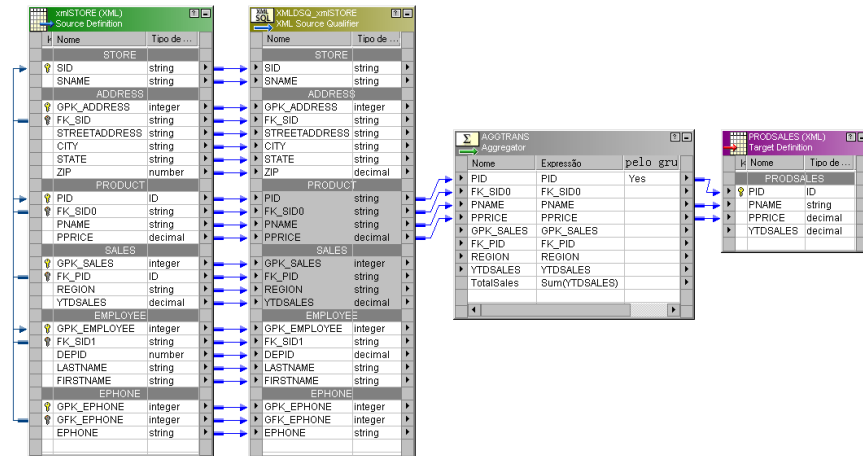 xmlSTORE (XML)
Source Definition
Nome Tipo de ...
STORE
SID string
SNAME string
ADDRESS
GPK_ADDRESS integer
FK_SID string
STREETADDRESS string
CITY string
STATE string
ZIP number
PRODUCT
PID ID
FK_SID0 string
PNAME string
PPRICE decimal
SALES
GPK_SALES integer
FK_PID ID
REGION string
YTDSALES decimal
EMPLOYEE
GPK_EMPLOYEE integer
FK_SID1 string
DEPID number
LASTNAME string
FIRSTNAME string
EPHONE
GPK_EPHONE integer
GFK_EPHONE integer
EPHONE string
XML
SQL
XMLDSQ_xmlSTORE
XML Source Qualifier
Nome Tipo de ...
STORE
SID string
SNAME string
ADDRESS
GPK_ADDRESS integer
FK_SID string
STREETADDRESS string
CITY string
STATE string
ZIP decimal
PRODUCT
PID string
FK_SID0 string
PNAME string
PPRICE decimal
SALES
GPK_SALES integer
FK_PID string
REGION string
YTDSALES decimal
EMPLOYEE
GPK_EMPLOYEE integer
FK_SID1 string
DEPID decimal
LASTNAME string
FIRSTNAME string
EPHONE
GPK_EPHONE integer
GFK_EPHONE integer
EPHONE string
Σ AGGTRANS
Aggregator
Nome Expressão pelo gru
PID PID Yes
FK_SID0 FK_SID0
PNAME PNAME
PPRICE PPRICE
GPK_SALES GPK_SALES
FK_PID FK_PID
REGION REGION
YTDSALES YTDSALES
TotalSales Sum(YTDSALES)
PRODSALES (XML)
Target Definition
Nome Tipo de ...
PRODSALES
PID ID
PNAME string
PPRICE decimal
YTDSALES decimal